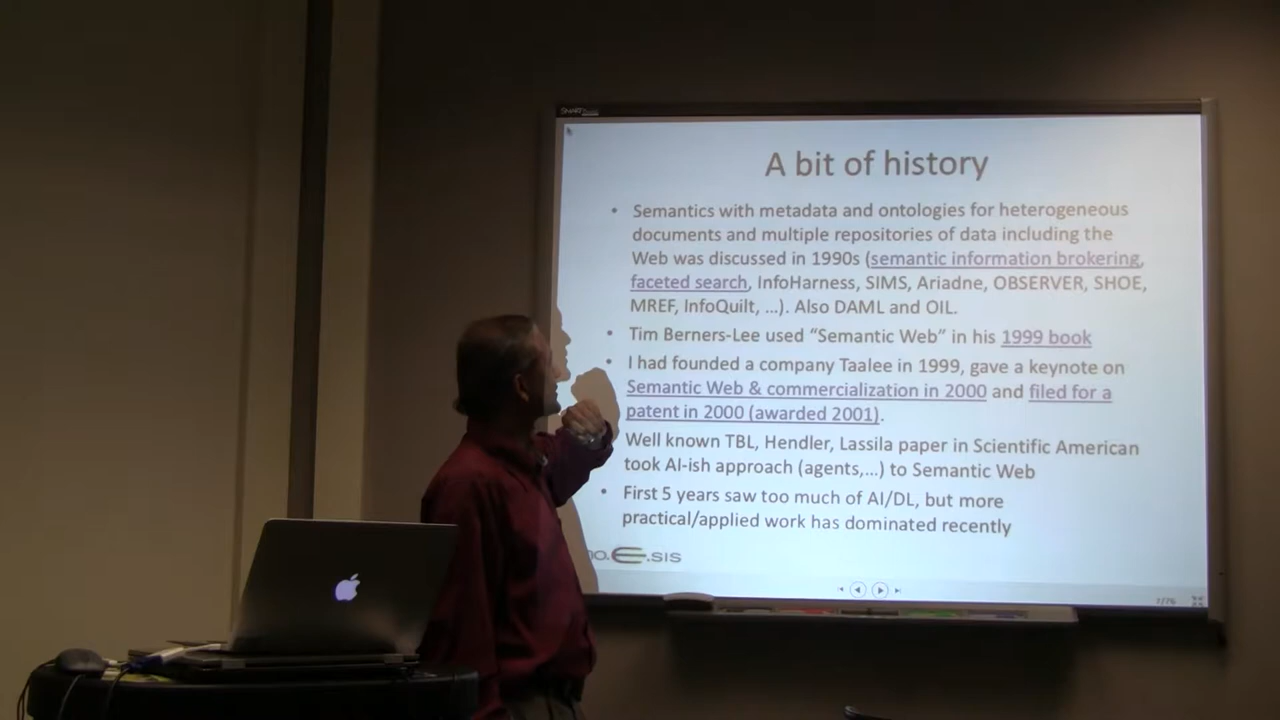 SMART
A bit of history
• Semantics with metadata and ontologies for heterogeneous
documents and multiple repositories of data including the
Web was discussed in 1990s (semantic information brokering,
faceted search, InfoHarness, SIMS, Ariadne, OBSERVER, SHOE,
MREF, InfoQuilt, ...). Also DAML and OIL.
• Tim Berners-Lee used “Semantic Web” in his 1999 book
• I had founded a company Taalee in 1999, gave a keynote on
Semantic Web & commercialization in 2000 and filed for a
patent in 2000 (awarded 2001).
Well known TBL, Hendler, Lassila paper in Scientific American
took AI-ish approach (agents,...) to Semantic Web
• First 5 years saw too much of AI/DL, but more
practical/applied work has dominated recently
no.Є.sis
7/76